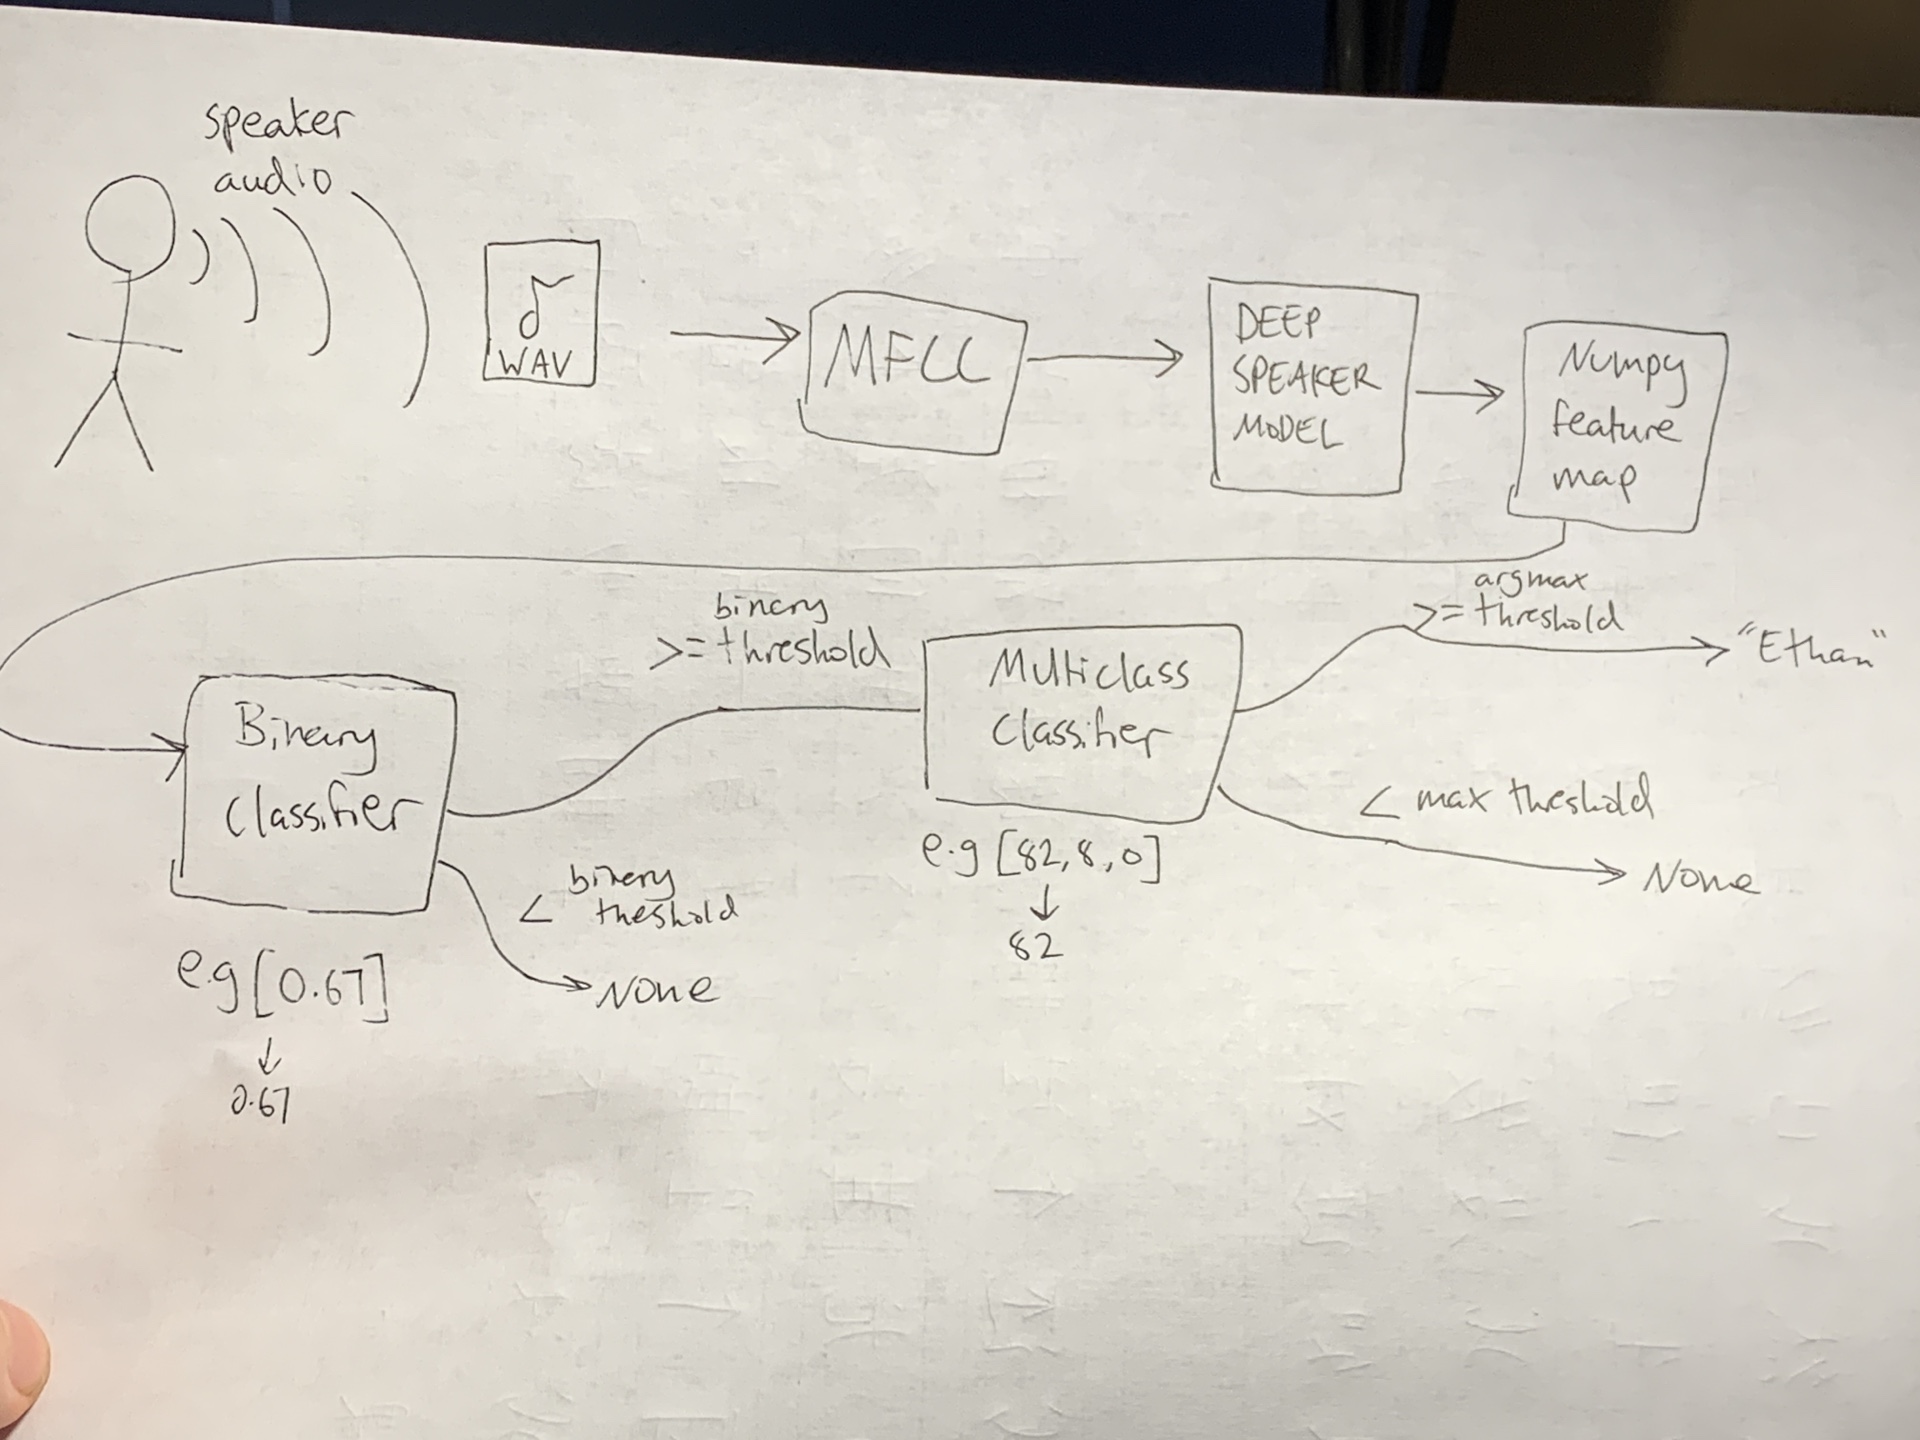 speaker
audio
WAV
MFCC
DEEP
SPEAKER
MODEL
Numpy
feature
map
binary
>= threshold
argmax
>= threshold
"Ethan"
Binary
Classifier
Multiclass
Classifier
< max threshold
None
e.g [82, 8, 0]
↓
82
binary
< theshold
None
e.g [0.67]
↓
0.67